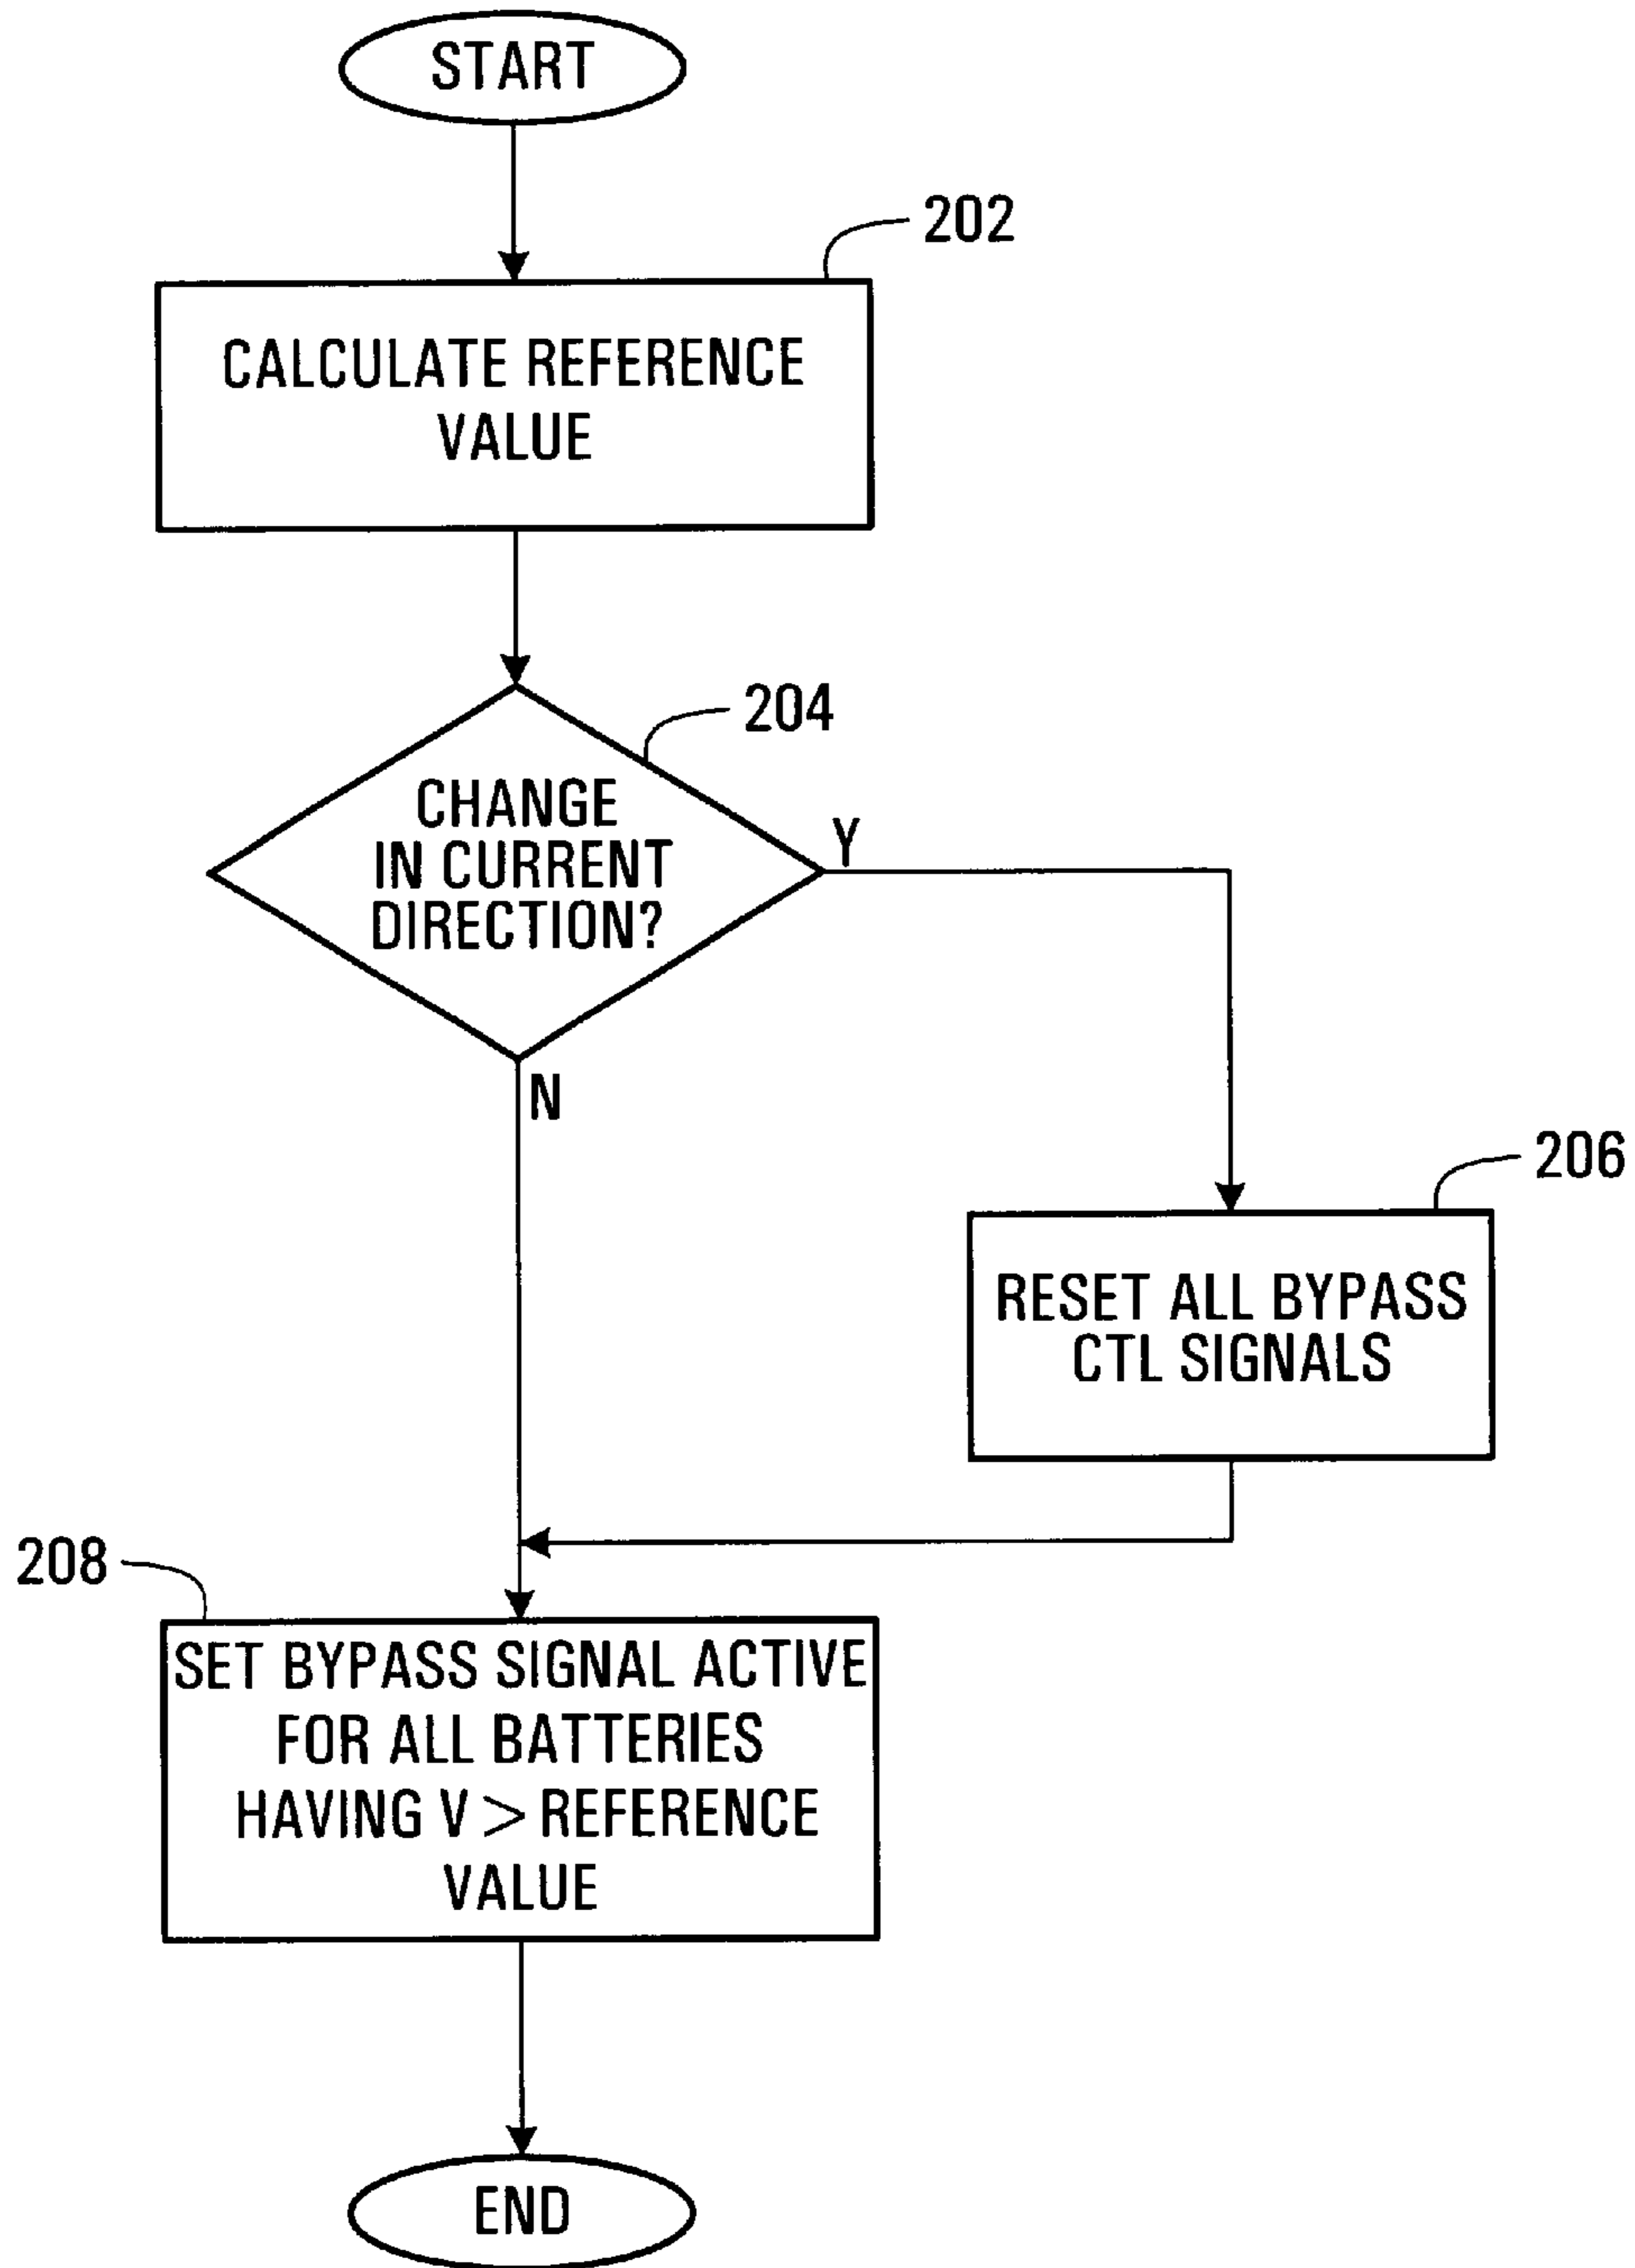 START
202
CALCULATE REFERENCE
VALUE
204
CHANGE
IN CURRENT
DIRECTION?
Y
N
206
RESET ALL BYPASS
CTL SIGNALS
208
SET BYPASS SIGNAL ACTIVE
FOR ALL BATTERIES
HAVING V > REFERENCE
VALUE
END